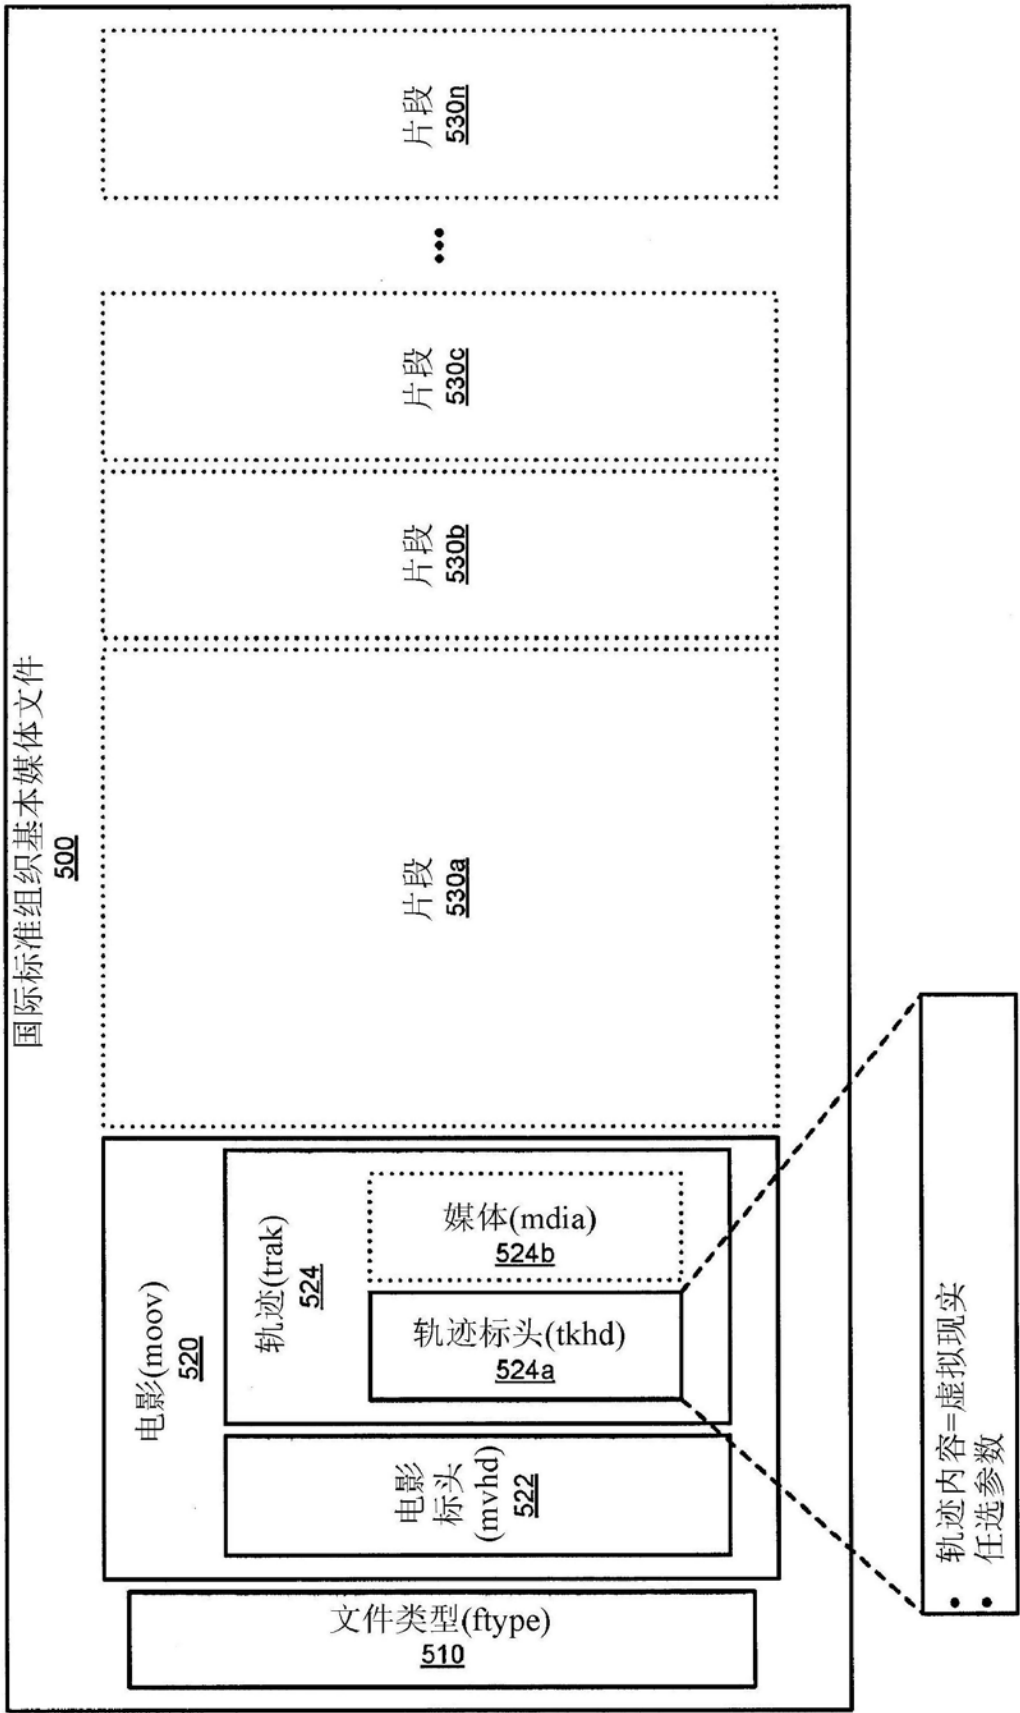 国际标准组织基本媒体文件
500
文件类型(ftype)
510
电影(moov)
520
电影
标头
(mvhd)
522
轨迹(trak)
524
轨迹标头(tkhd)
524a
媒体(mdia)
524b
片段
530a
片段
530b
片段
530c
•••
片段
530n
• 轨迹内容=虚拟现实
• 任选参数